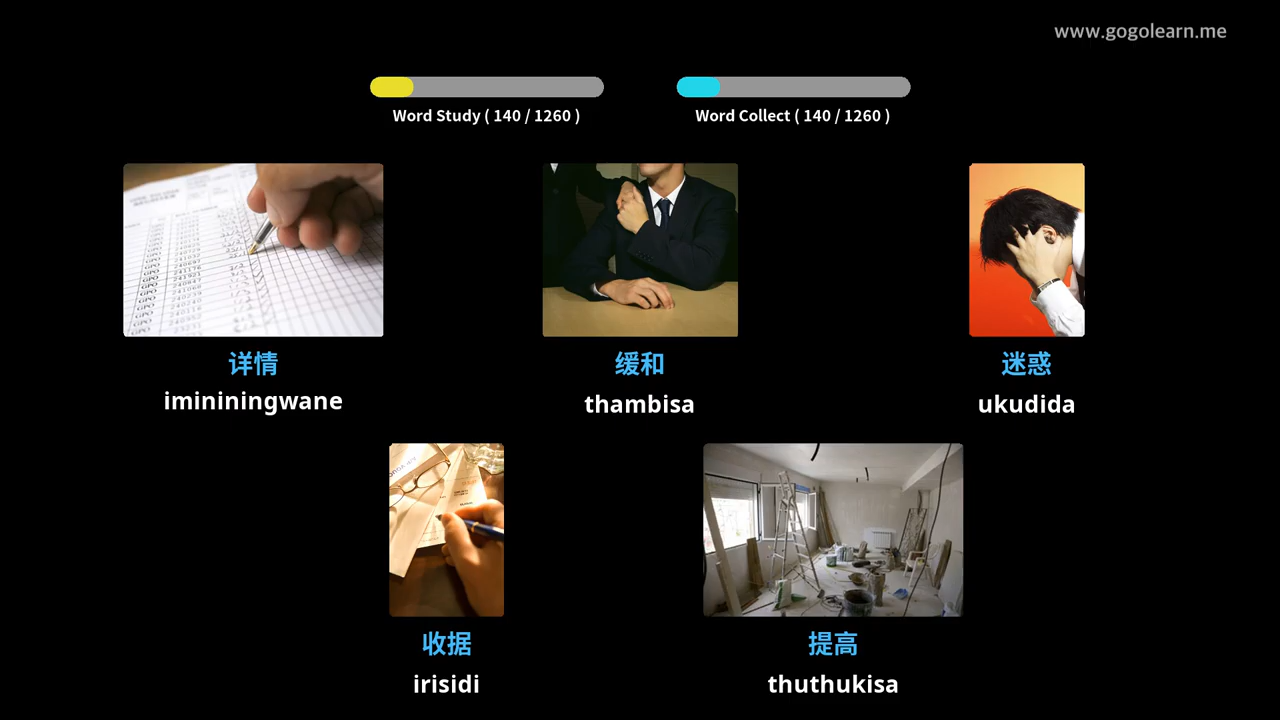 www.gogolearn.me
Word Study ( 140 / 1260 )
Word Collect ( 140 / 1260 )
详情
imininingwane
缓和
thambisa
迷惑
ukudida
收据
irisidi
提高
thuthukisa